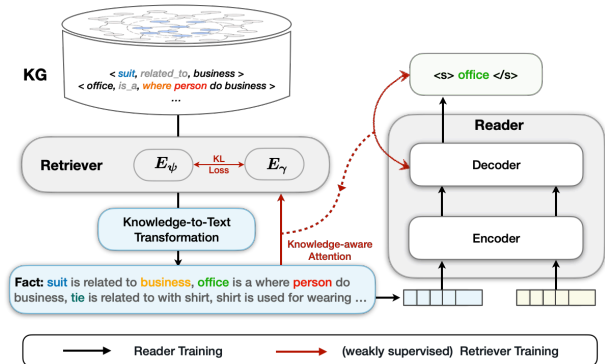 KG
< suit, related_to, business >
< office, is_a, where person do business >
...
<s> office </s>
Retriever
Eψ
KL
Loss
Eγ
Reader
Decoder
Encoder
Knowledge-to-Text
Transformation
Knowledge-aware
Attention
Fact: suit is related to business, office is a where person do
business, tie is related to with shirt, shirt is used for wearing ...
Reader Training
(weakly supervised) Retriever Training